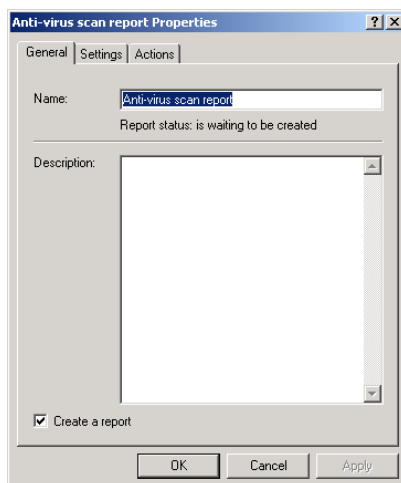 Anti-virus scan report Properties
General Settings Actions
Name: Anti-virus scan report
Report status: is waiting to be created
Description:
Create a report
OK Cancel Apply